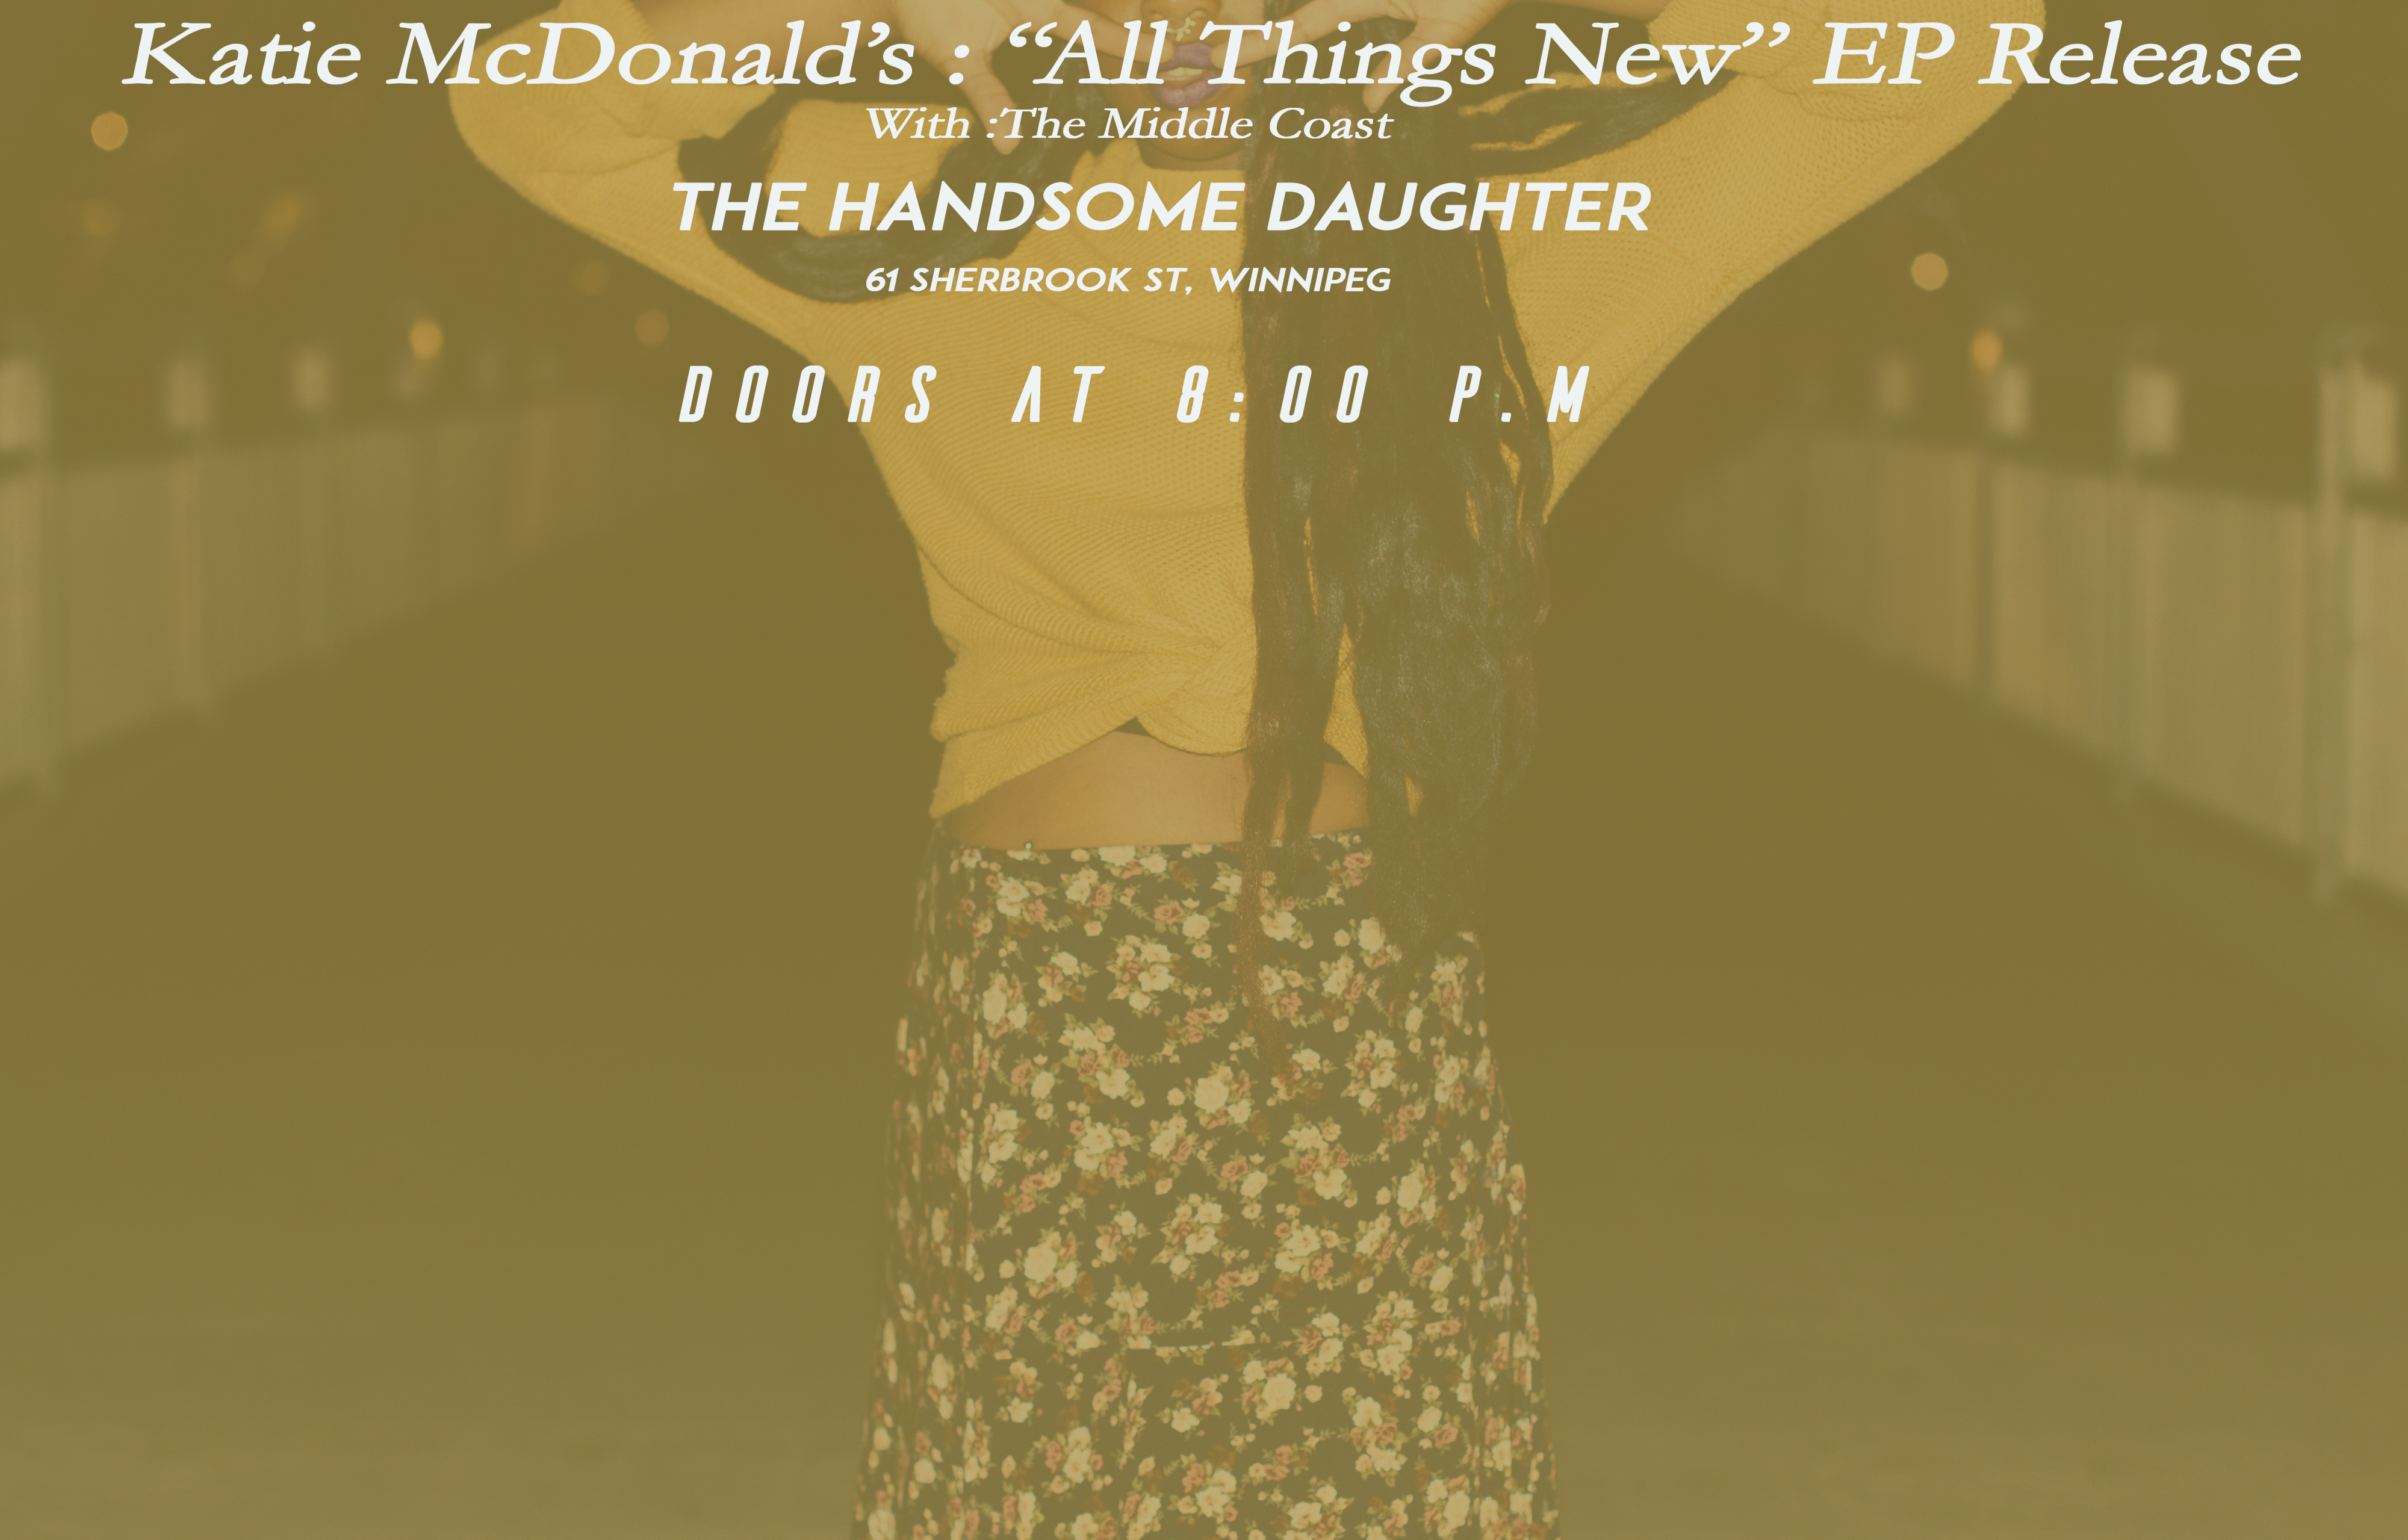 Katie McDonald’s : “All Things New” EP Release
With :The Middle Coast
THE HANDSOME DAUGHTER
61 SHERBROOK ST, WINNIPEG
DOORS AT 8:00 P.M